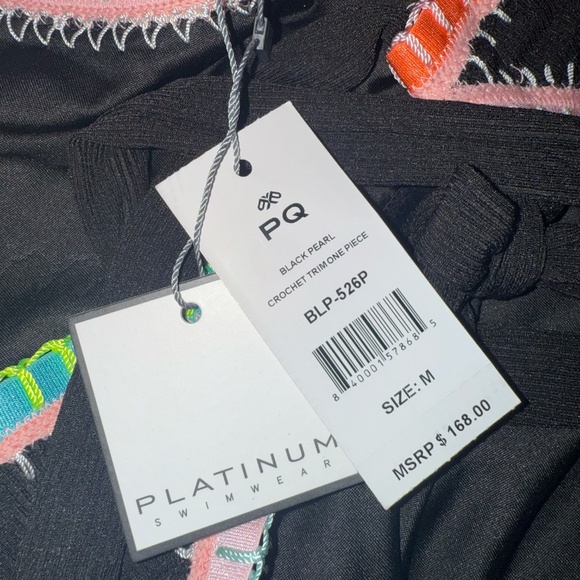 PQ
BLACK PEARL
CROCHET TRIM ONE PIECE
BLP-526P
8 40001 57868 5
SIZE: M
MSRP $ 168.00
PLATINUM
SWIMWEAR